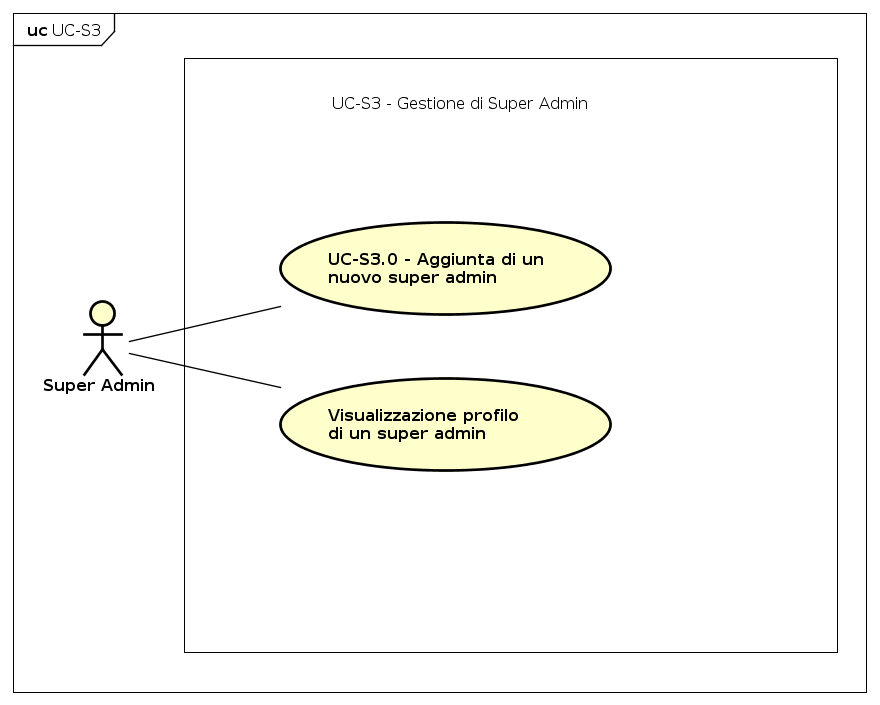 uc UC-S3
UC-S3 - Gestione di Super Admin
UC-S3.0 - Aggiunta di un
nuovo super admin
Super Admin
Visualizzazione profilo
di un super admin